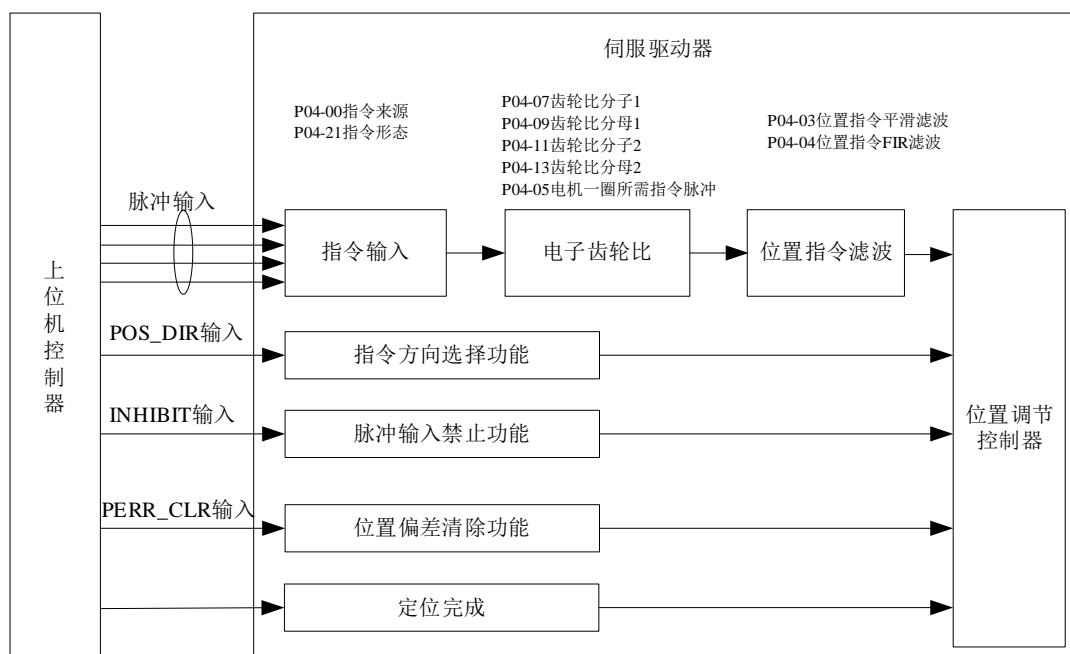 伺服驱动器
P04-00指令来源
P04-21指令形态
P04-07齿轮比分子1
P04-09齿轮比分母1
P04-11齿轮比分子2
P04-13齿轮比分母2
P04-05电机一圈所需指令脉冲
P04-03位置指令平滑滤波
P04-04位置指令FIR滤波
上
位
机
控
制
器
脉冲输入
指令输入
电子齿轮比
位置指令滤波
POS_DIR输入
指令方向选择功能
INHIBIT输入
脉冲输入禁止功能
位置调节
控制器
PERR_CLR输入
位置偏差清除功能
定位完成